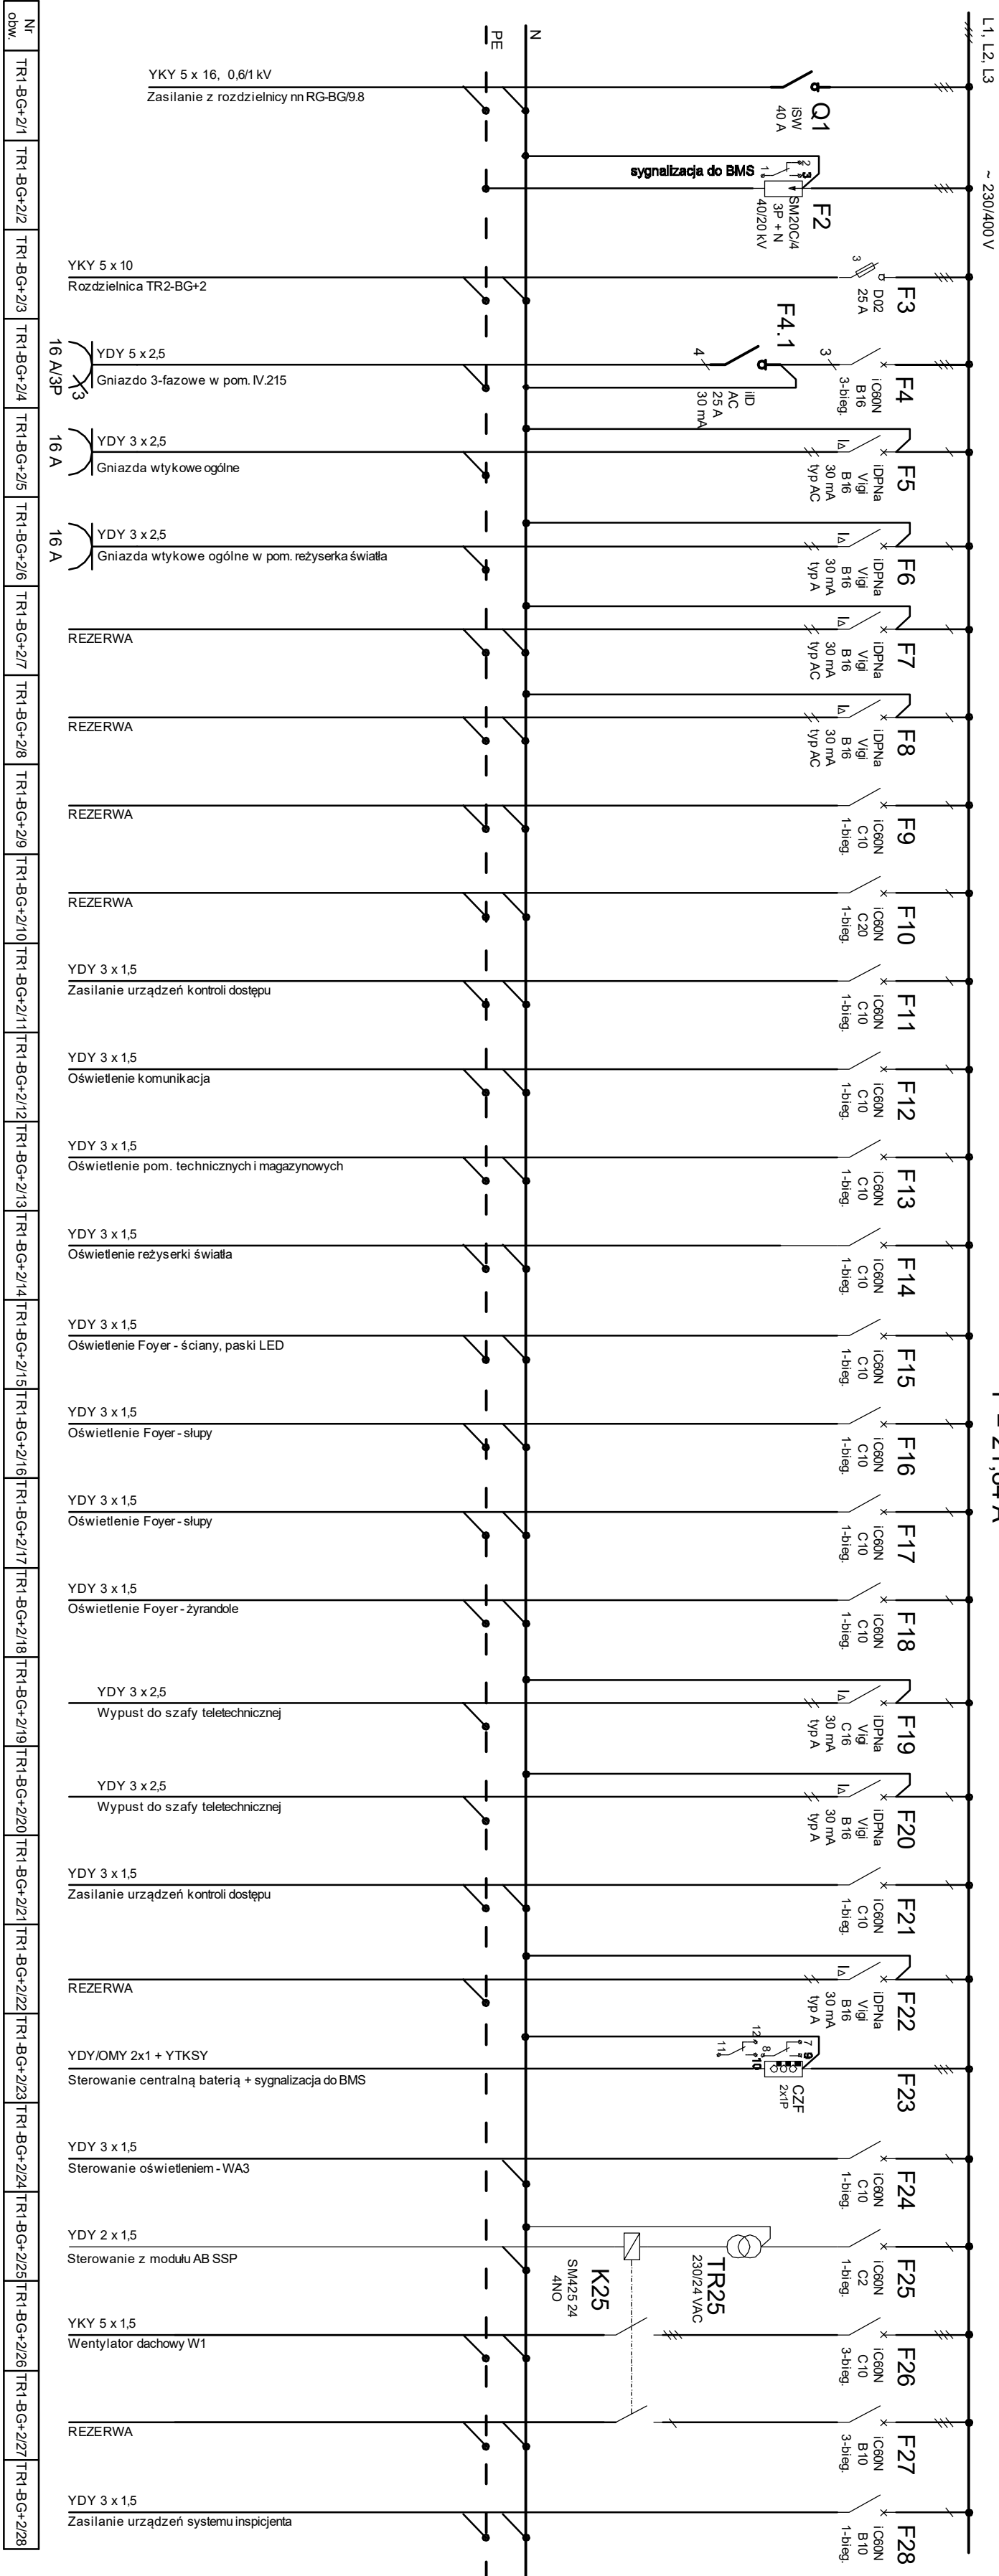 L1, L2, L3
~ 230/400 V
N
PE
Nr
obw.
TR1-BG+2/1
YKY 5 x 16, 0,6/1 kV
Zasilanie z rozdzielnicy nn RG-BG/9.8
Q1
iSW
40 A
TR1-BG+2/2
sygnalizacja do BMS
1
2
3
F2
SM20C/4
3P + N
40/20 kV
TR1-BG+2/3
YKY 5 x 10
Rozdzielnica TR2-BG+2
3
F3
D02
25 A
TR1-BG+2/4
16 A/3P
3
YDY 5 x 2,5
Gniazdo 3-fazowe w pom. IV.215
F4.1
4
iID
AC
25 A
30 mA
3
F4
iC60N
B16
3-bieg.
TR1-BG+2/5
16 A
YDY 3 x 2,5
Gniazda wtykowe ogólne
F5
I∆
iDPNa
Vigi
B16
30 mA
typ AC
TR1-BG+2/6
16 A
YDY 3 x 2,5
Gniazda wtykowe ogólne w pom. reżyserka światła
F6
I∆
iDPNa
Vigi
B16
30 mA
typ A
TR1-BG+2/7
REZERWA
F7
I∆
iDPNa
Vigi
B16
30 mA
typ AC
TR1-BG+2/8
REZERWA
F8
I∆
iDPNa
Vigi
B16
30 mA
typ AC
TR1-BG+2/9
REZERWA
F9
iC60N
C10
1-bieg.
TR1-BG+2/10
REZERWA
F10
iC60N
C20
1-bieg.
TR1-BG+2/11
YDY 3 x 1,5
Zasilanie urządzeń kontroli dostępu
F11
iC60N
C10
1-bieg.
TR1-BG+2/12
YDY 3 x 1,5
Oświetlenie komunikacja
F12
iC60N
C10
1-bieg.
TR1-BG+2/13
YDY 3 x 1,5
Oświetlenie pom. technicznych i magazynowych
F13
iC60N
C10
1-bieg.
TR1-BG+2/14
YDY 3 x 1,5
Oświetlenie reżyserki światła
F14
iC60N
C10
1-bieg.
TR1-BG+2/15
YDY 3 x 1,5
Oświetlenie Foyer - ściany, paski LED
F15
iC60N
C10
1-bieg.
TR1-BG+2/16
YDY 3 x 1,5
Oświetlenie Foyer - słupy
F16
iC60N
C10
1-bieg.
TR1-BG+2/17
YDY 3 x 1,5
Oświetlenie Foyer - słupy
F17
iC60N
C10
1-bieg.
TR1-BG+2/18
YDY 3 x 1,5
Oświetlenie Foyer - żyrandole
F18
iC60N
C10
1-bieg.
TR1-BG+2/19
YDY 3 x 2,5
Wypust do szafy teletechnicznej
F19
I∆
iDPNa
Vigi
C16
30 mA
typ A
TR1-BG+2/20
YDY 3 x 2,5
Wypust do szafy teletechnicznej
F20
I∆
iDPNa
Vigi
B16
30 mA
typ A
TR1-BG+2/21
YDY 3 x 1,5
Zasilanie urządzeń kontroli dostępu
F21
iC60N
C10
1-bieg.
TR1-BG+2/22
REZERWA
F22
I∆
iDPNa
Vigi
B16
30 mA
typ A
TR1-BG+2/23
YDY/OMY 2x1 + YTKSY
Sterowanie centralną baterią + sygnalizacja do BMS
11
12
10
8
7
9
F23
CZF
2x1P
TR1-BG+2/24
YDY 3 x 1,5
Sterowanie oświetleniem - WA3
F24
iC60N
C10
1-bieg.
TR1-BG+2/25
YDY 2 x 1,5
Sterowanie z modułu AB SSP
K25
SM425 24
4NO
TR25
230/24 VAC
F25
iC60N
C2
1-bieg.
TR1-BG+2/26
YKY 5 x 1,5
Wentylator dachowy W1
F26
iC60N
C10
3-bieg.
TR1-BG+2/27
REZERWA
F27
iC60N
B10
3-bieg.
TR1-BG+2/28
YDY 3 x 1,5
Zasilanie urządzeń systemu inspicjenta
F28
iC60N
B10
1-bieg.